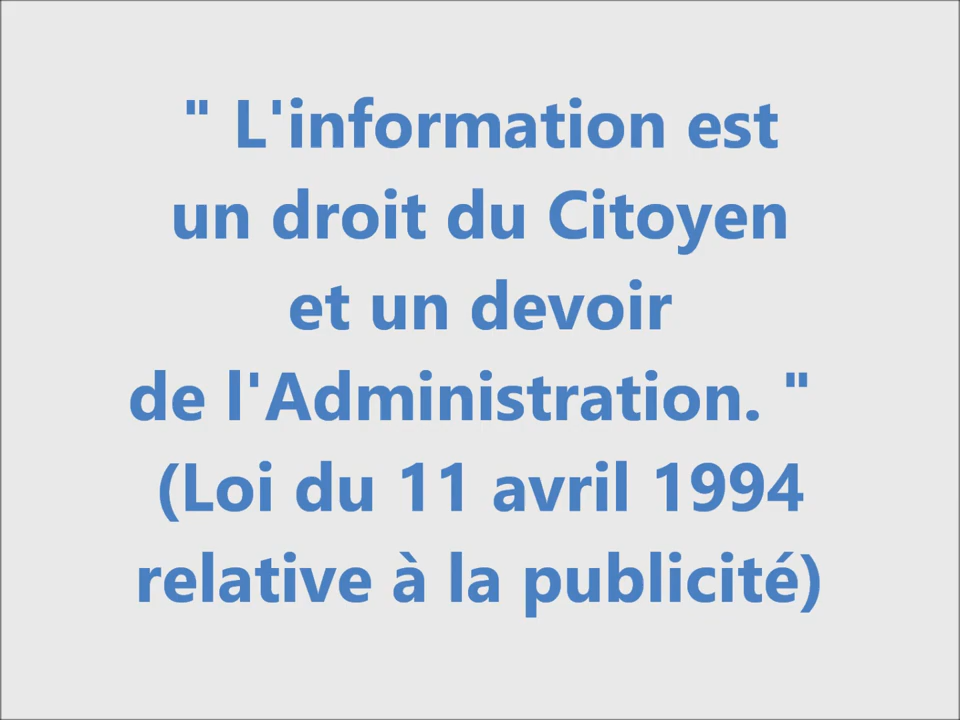 " L'information est
un droit du Citoyen
et un devoir
de l'Administration. "
(Loi du 11 avril 1994
relative à la publicité)